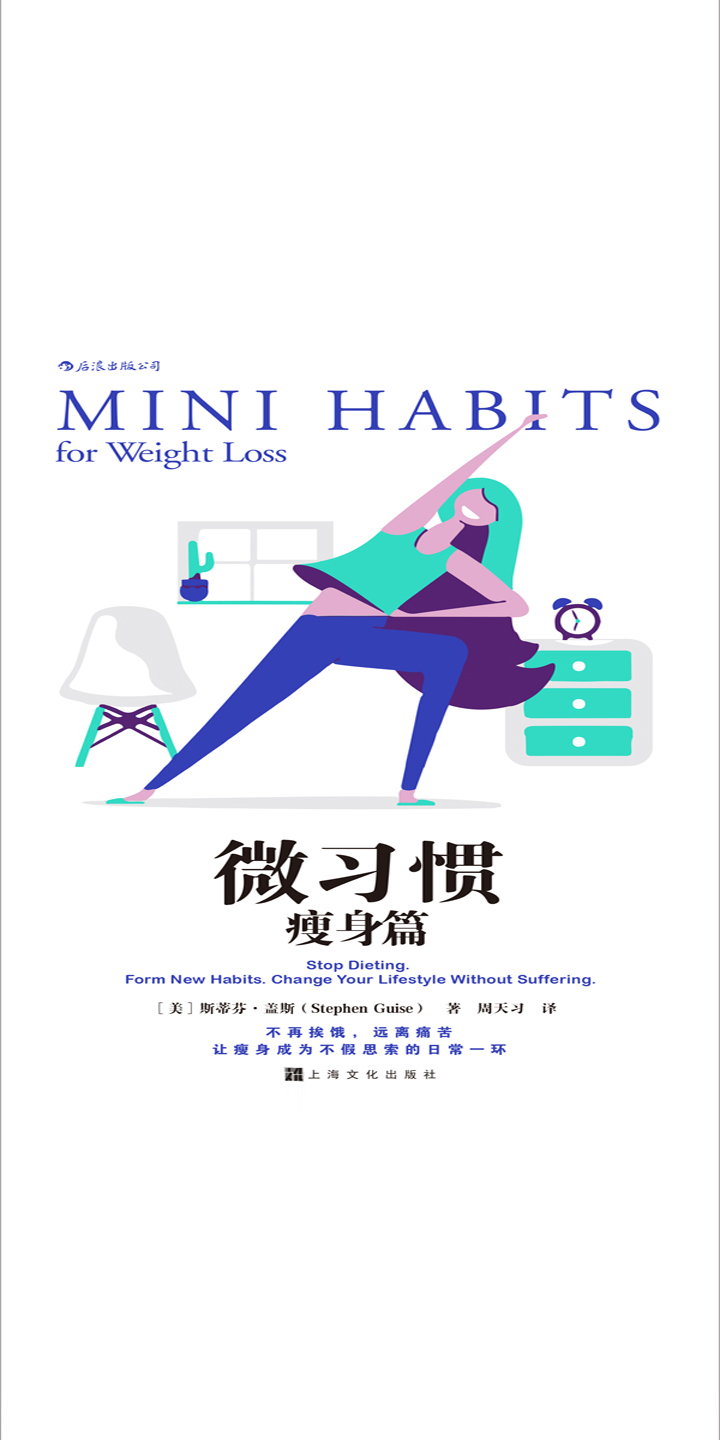 后浪出版公司
MINI HABITS
for Weight Loss
微习惯
瘦身篇
Stop Dieting.
Form New Habits. Change Your Lifestyle Without Suffering.
［美］斯蒂芬·盖斯（Stephen Guise） 著 周天习 译
不再挨饿，远离痛苦
让瘦身成为不假思索的日常一环
上海文化出版社